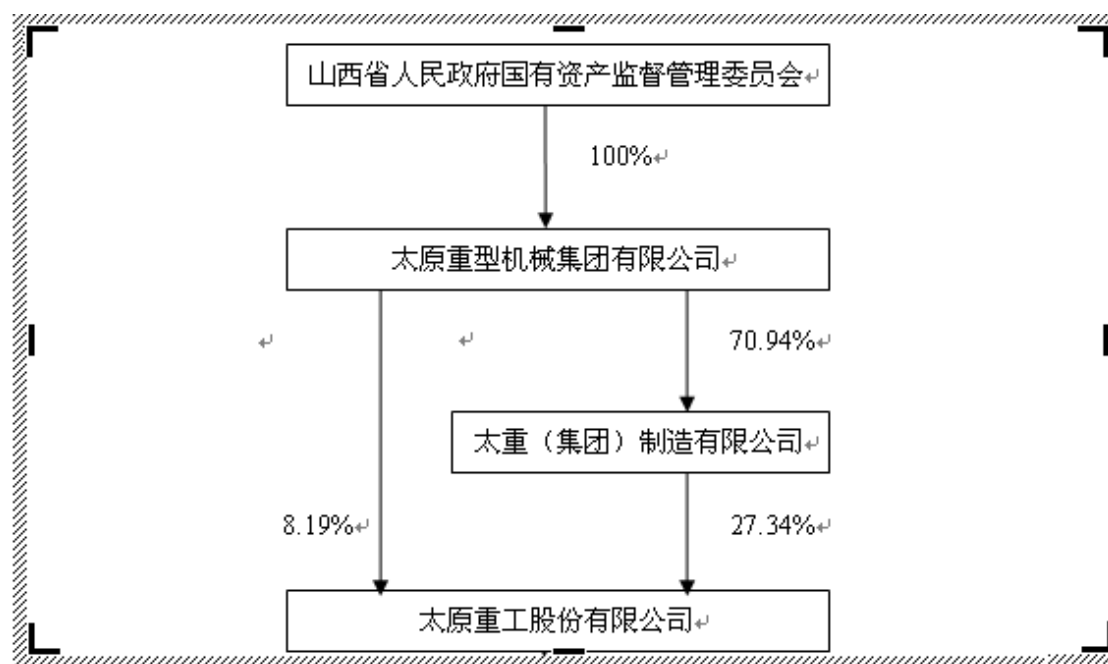 山西省人民政府国有资产监督管理委员会
100%
太原重型机械集团有限公司
70.94%
太重（集团）制造有限公司
8.19%
27.34%
太原重工股份有限公司